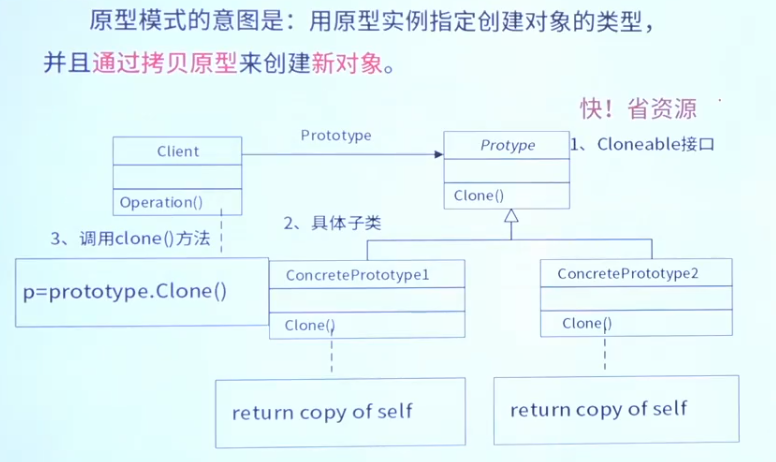 原型模式的意图是：用原型实例指定创建对象的类型，
并且通过拷贝原型来创建新对象。
快！省资源
Prototype
Client
Protype
1、Cloneable接口
Operation()
Clone()
2、具体子类
3、调用clone()方法
p=prototype.Clone()
ConcretePrototype1
ConcretePrototype2
Clone()
Clone()
return copy of self
return copy of self